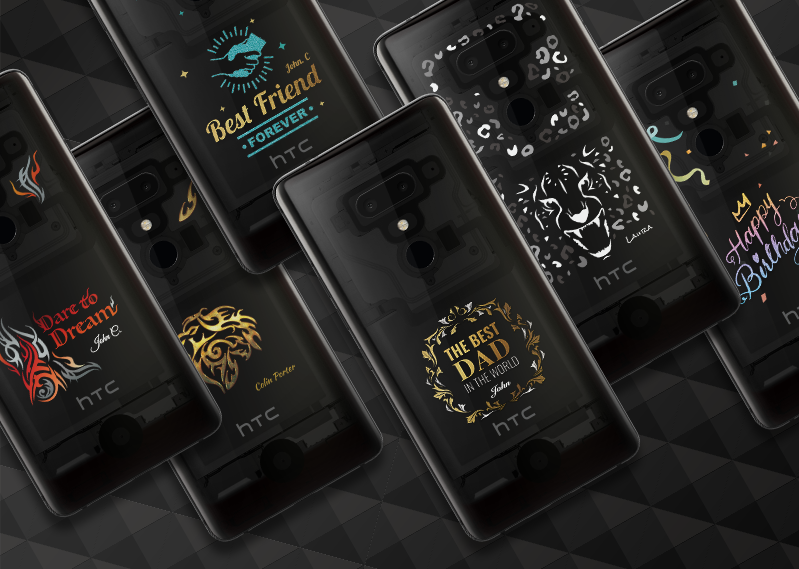 John. C
Best Friend
FOREVER
hTC
Dare to
Dream
John C.
hTC
Colin Porter
hTC
THE BEST
DAD
IN THE WORLD
John
hTC
LAURA
hTC
Happy
Birthday
h